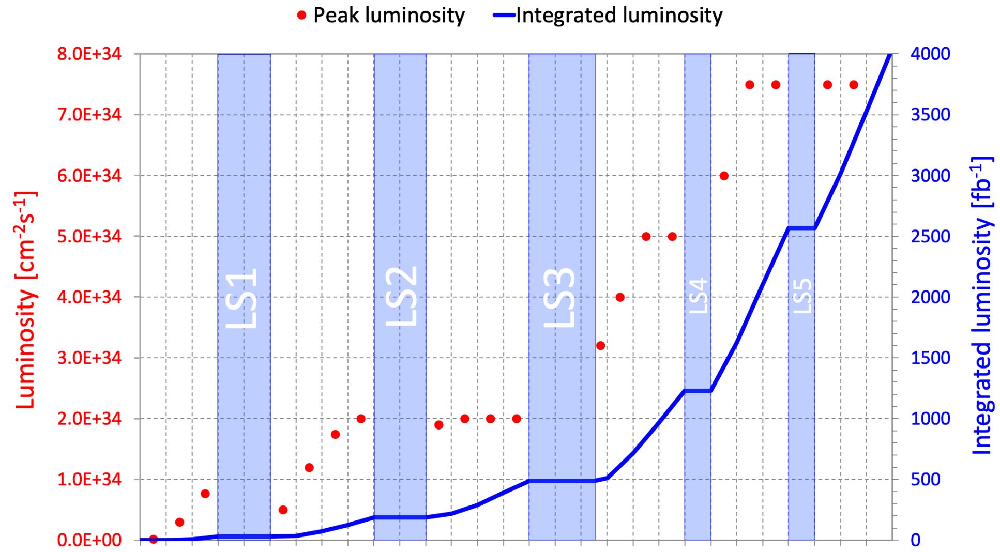 Peak luminosity
Integrated luminosity
Luminosity [cm-2s-1]
8.0E+34
7.0E+34
6.0E+34
5.0E+34
4.0E+34
3.0E+34
2.0E+34
1.0E+34
0.0E+00
LS1
LS2
LS3
LS4
LS5
4000
3500
3000
2500
2000
1500
1000
500
0
Integrated luminosity [fb-1]